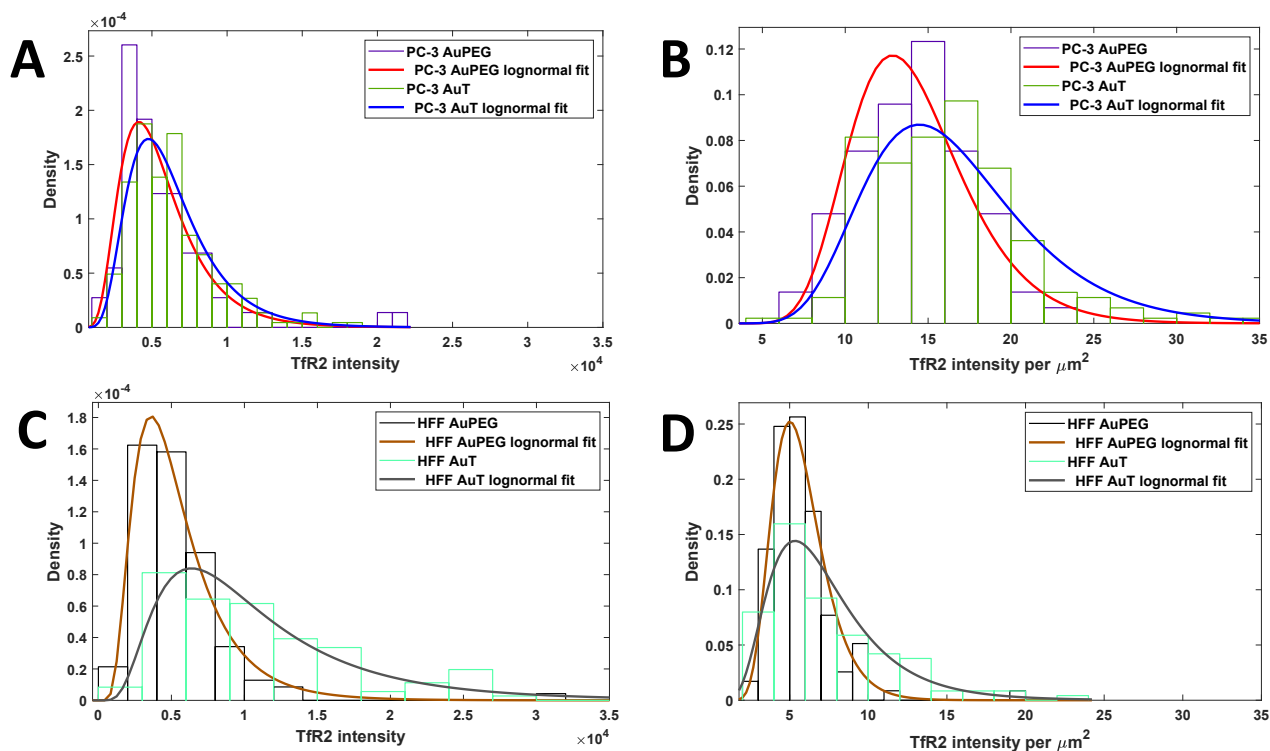 A
×10-4
2.5
2
1.5
1
0.5
0
Density
0.5
1
1.5
2
2.5
3
3.5
TfR2 intensity
×10 4
PC-3 AuPEG
PC-3 AuPEG lognormal fit
PC-3 AuT
PC-3 AuT lognormal fit
B
0.12
0.1
0.08
0.06
0.04
0.02
0
Density
5
10
15
20
25
30
35
TfR2 intensity per μm2
PC-3 AuPEG
PC-3 AuPEG lognormal fit
PC-3 AuT
PC-3 AuT lognormal fit
C
×10-4
1.8
1.6
1.4
1.2
1
0.8
0.6
0.4
0.2
0
Density
0
0.5
1
1.5
2
2.5
3
3.5
TfR2 intensity
×10 4
HFF AuPEG
HFF AuPEG lognormal fit
HFF AuT
HFF AuT lognormal fit
D
0.25
0.2
0.15
0.1
0.05
0
Density
5
10
15
20
25
30
35
TfR2 intensity per μm2
HFF AuPEG
HFF AuPEG lognormal fit
HFF AuT
HFF AuT lognormal fit